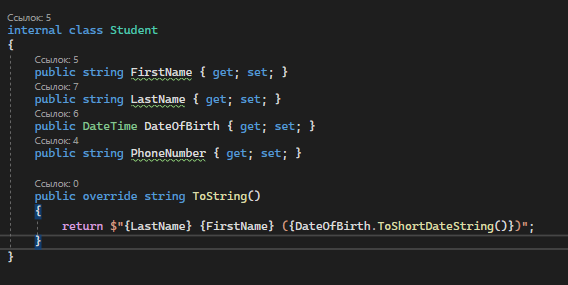 Ссылок: 5
internal class Student
{
Ссылок: 5
public string FirstName { get; set; }
Ссылок: 7
public string LastName { get; set; }
Ссылок: 6
public DateTime DateOfBirth { get; set; }
Ссылок: 4
public string PhoneNumber { get; set; }
Ссылок: 0
public override string ToString()
{
return $"{LastName} {FirstName} ({DateOfBirth.ToShortDateString()})";
}
}